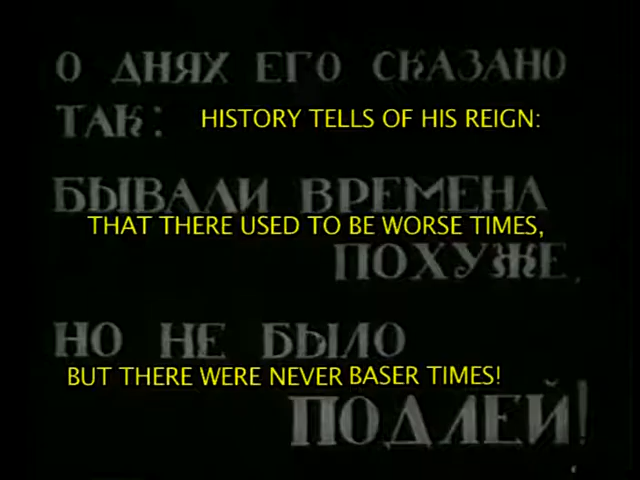 О ДНЯХ ЕГО СКАЗАНО
ТАК:
HISTORY TELLS OF HIS REIGN:
БЫВАЛИ ВРЕМЕНА
THAT THERE USED TO BE WORSE TIMES,
ПОХУЖЕ,
НО НЕ БЫЛО
BUT THERE WERE NEVER BASER TIMES!
ПОДЛЕЙ!